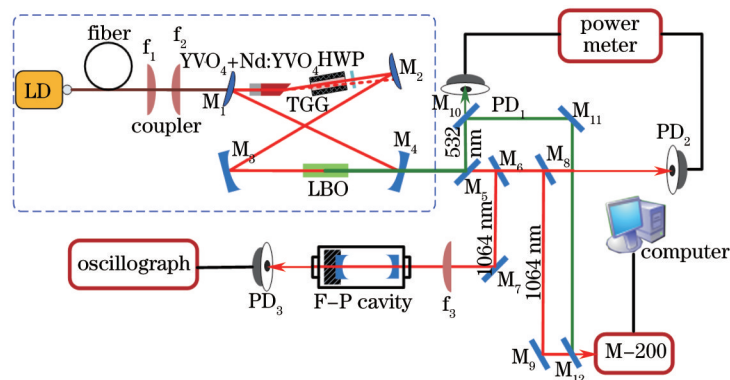 fiber
f1
f2
YVO4+Nd:YVO4
HWP
M2
LD
coupler
M1
TGG
M3
LBO
M4
power
meter
M10
PD1
M11
532
nm
M5
M6
M8
PD2
1064 nm
1064 nm
computer
oscillograph
PD3
F-P cavity
f3
M7
M9
M12
M-200